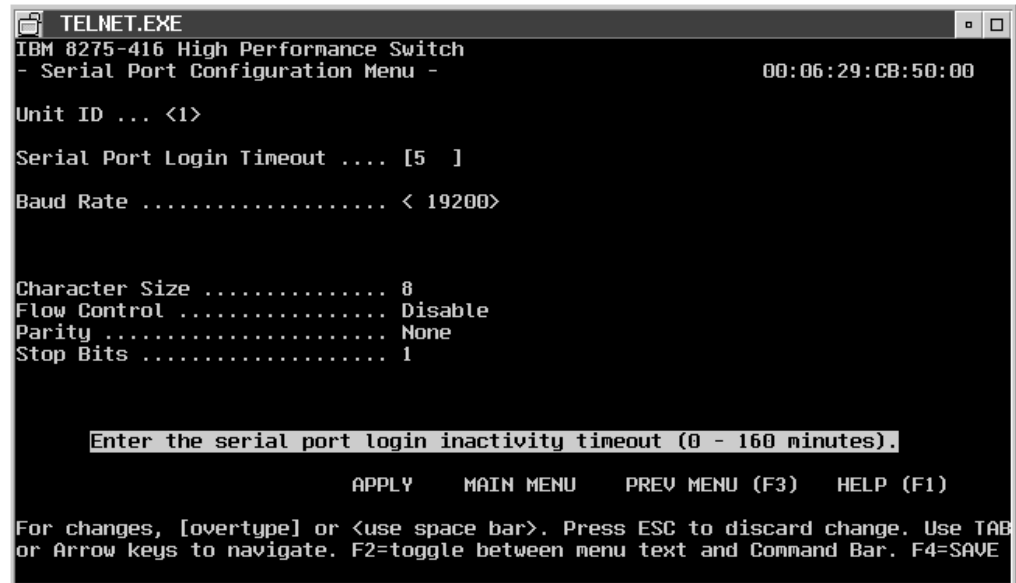 TELNET.EXE
IBM 8275-416 High Performance Switch
- Serial Port Configuration Menu - 00:06:29:CB:50:00
Unit ID ... <1>
Serial Port Login Timeout .... [5 ]
Baud Rate .................... < 19200>
Character Size ............... 8
Flow Control ................. Disable
Parity ....................... None
Stop Bits .................... 1
Enter the serial port login inactivity timeout (0 - 160 minutes).
APPLY MAIN MENU PREV MENU (F3) HELP (F1)
For changes, [overtype] or <use space bar>. Press ESC to discard change. Use TAB
or Arrow keys to navigate. F2=toggle between menu text and Command Bar. F4=SAVE